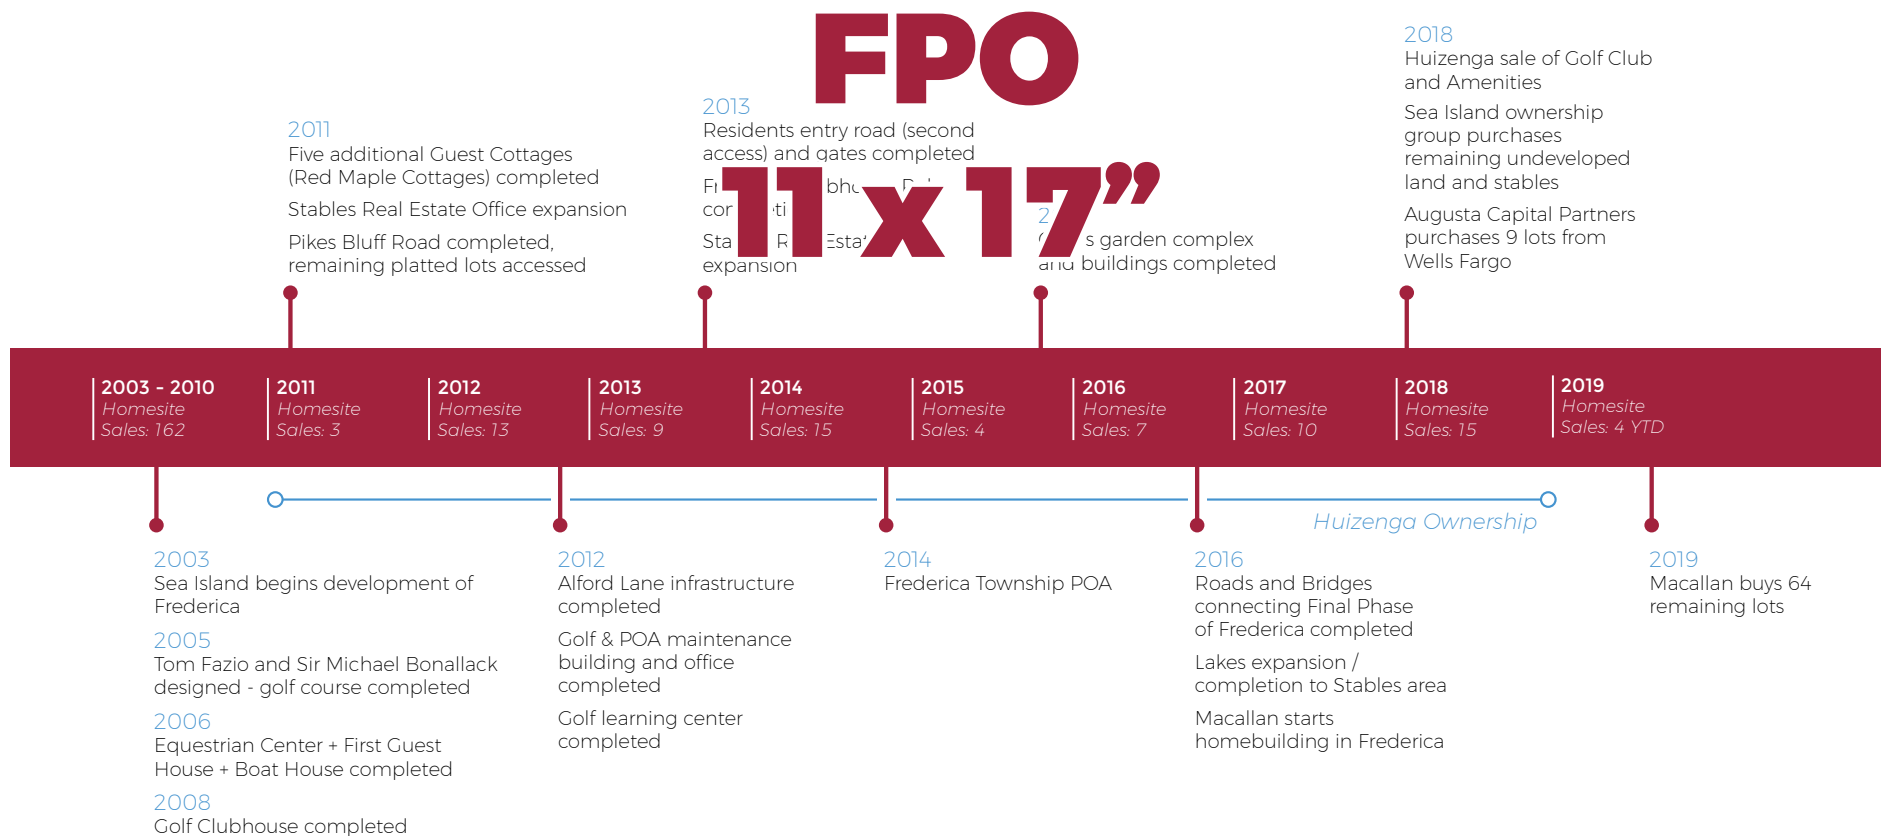 FPO
11 x 17”
2011
Five additional Guest Cottages
(Red Maple Cottages) completed
Stables Real Estate Office expansion
Pikes Bluff Road completed,
remaining platted lots accessed
2013
Residents entry road (second
access) and gates completed
expansion
garden complex
and buildings completed
2018
Huizenga sale of Golf Club
and Amenities
Sea Island ownership
group purchases
remaining undeveloped
land and stables
Augusta Capital Partners
purchases 9 lots from
Wells Fargo
2003 - 2010
Homesite
Sales: 162
2011
Homesite
Sales: 3
2012
Homesite
Sales: 13
2013
Homesite
Sales: 9
2014
Homesite
Sales: 15
2015
Homesite
Sales: 4
2016
Homesite
Sales: 7
2017
Homesite
Sales: 10
2018
Homesite
Sales: 15
2019
Homesite
Sales: 4 YTD
Huizenga Ownership
2003
Sea Island begins development of
Frederica
2005
Tom Fazio and Sir Michael Bonallack
designed - golf course completed
2006
Equestrian Center + First Guest
House + Boat House completed
2008
Golf Clubhouse completed
2012
Alford Lane infrastructure
completed
Golf & POA maintenance
building and office
completed
Golf learning center
completed
2014
Frederica Township POA
2016
Roads and Bridges
connecting Final Phase
of Frederica completed
Lakes expansion /
completion to Stables area
Macallan starts
homebuilding in Frederica
2019
Macallan buys 64
remaining lots